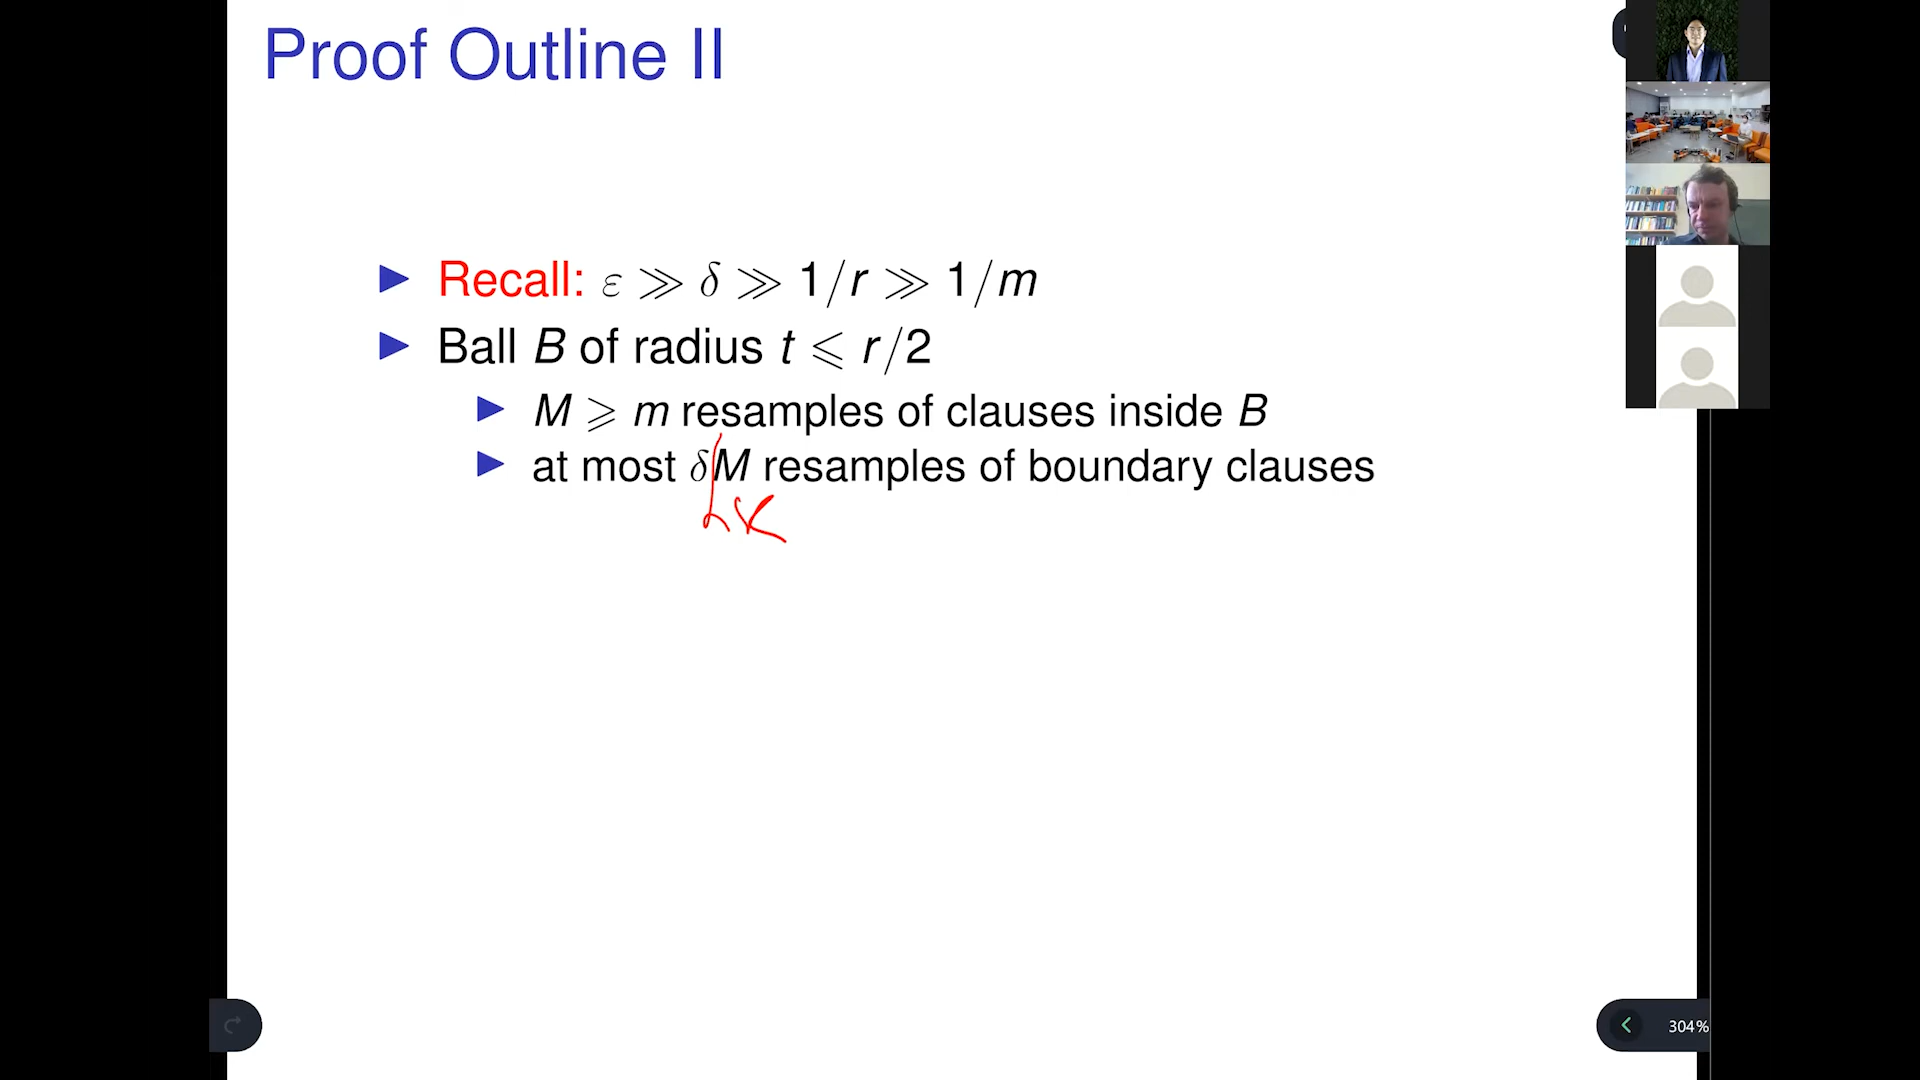 Proof Outline II
Recall: ε ≫ δ ≫ 1/r ≫ 1/m
Ball B of radius t ⩽ r/2
M ⩾ m resamples of clauses inside B
at most δM resamples of boundary clauses
304%